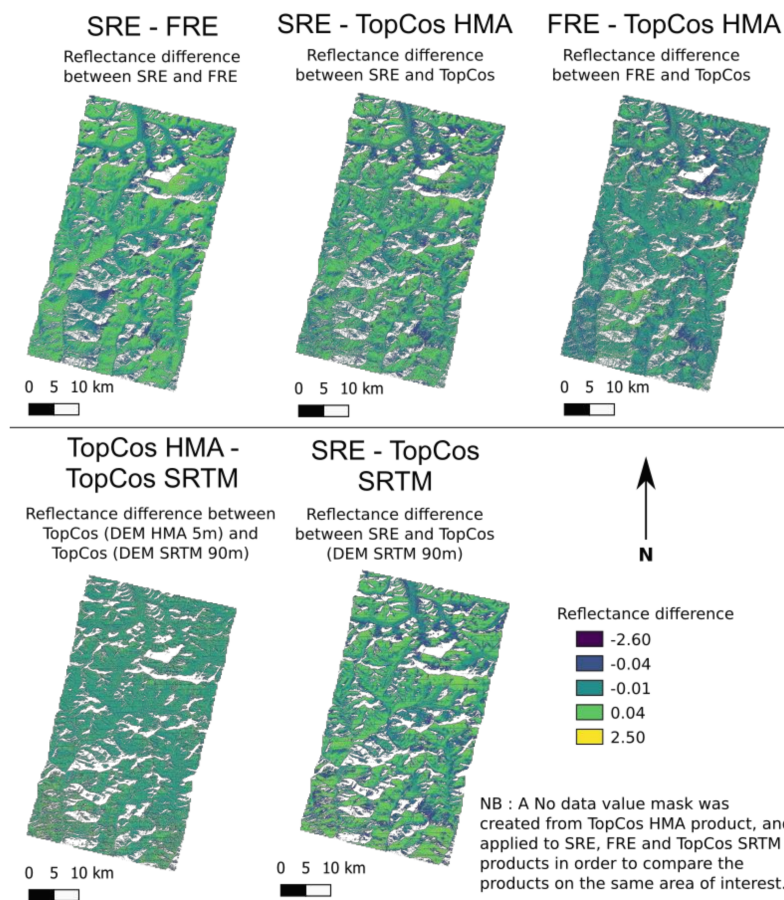 SRE - FRE
Reflectance difference
between SRE and FRE
SRE - TopCos HMA
Reflectance difference
between SRE and TopCos
FRE - TopCos HMA
Reflectance difference
between FRE and TopCos
0 5 10 km
0 5 10 km
0 5 10 km
TopCos HMA -
TopCos SRTM
Reflectance difference between
TopCos (DEM HMA 5m) and
TopCos (DEM SRTM 90m)
SRE - TopCos
SRTM
Reflectance difference
between SRE and TopCos
(DEM SRTM 90m)
N
Reflectance difference
-2.60
-0.04
-0.01
0.04
2.50
0 5 10 km
0 5 10 km
NB : A No data value mask was
created from TopCos HMA product, and
applied to SRE, FRE and TopCos SRTM
products in order to compare the
products on the same area of interest.